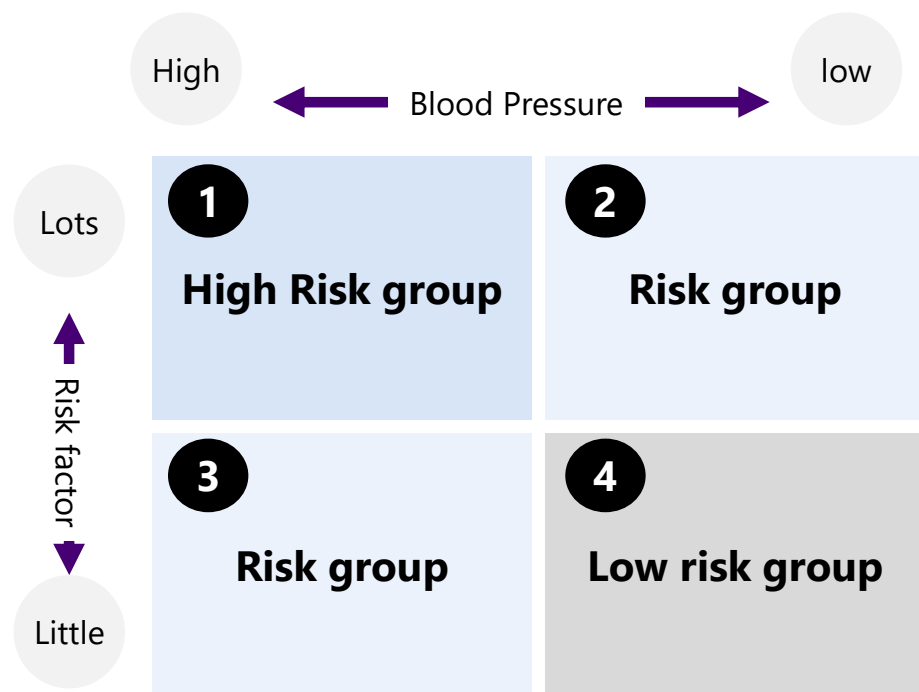 High
low
Blood Pressure
Lots
1
2
High Risk group
Risk group
Risk factor
3
4
Risk group
Low risk group
Little